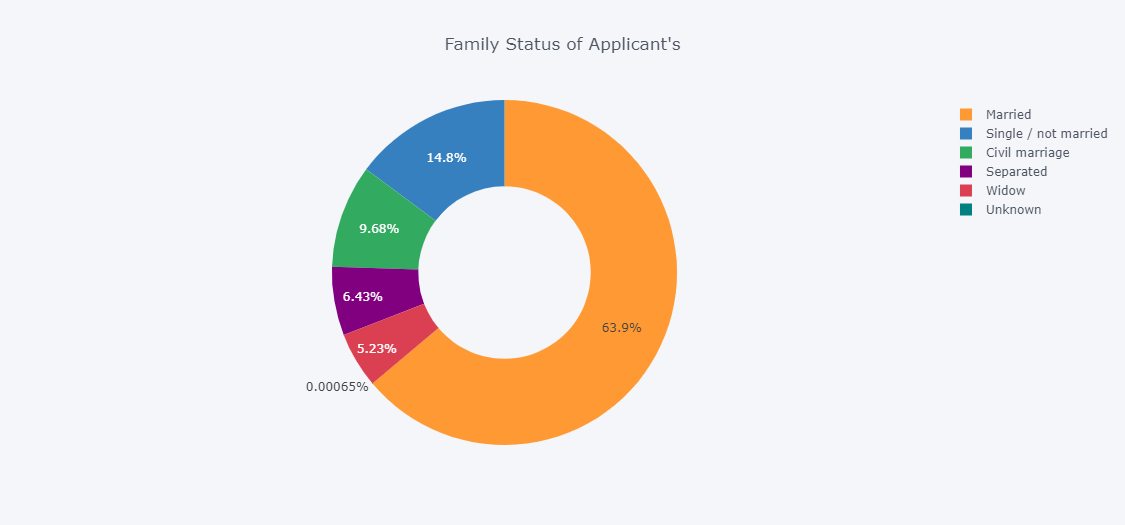 Family Status of Applicant's
Married
Single / not married
Civil marriage
Separated
Widow
Unknown
14.8%
9.68%
6.43%
63.9%
5.23%
0.00065%